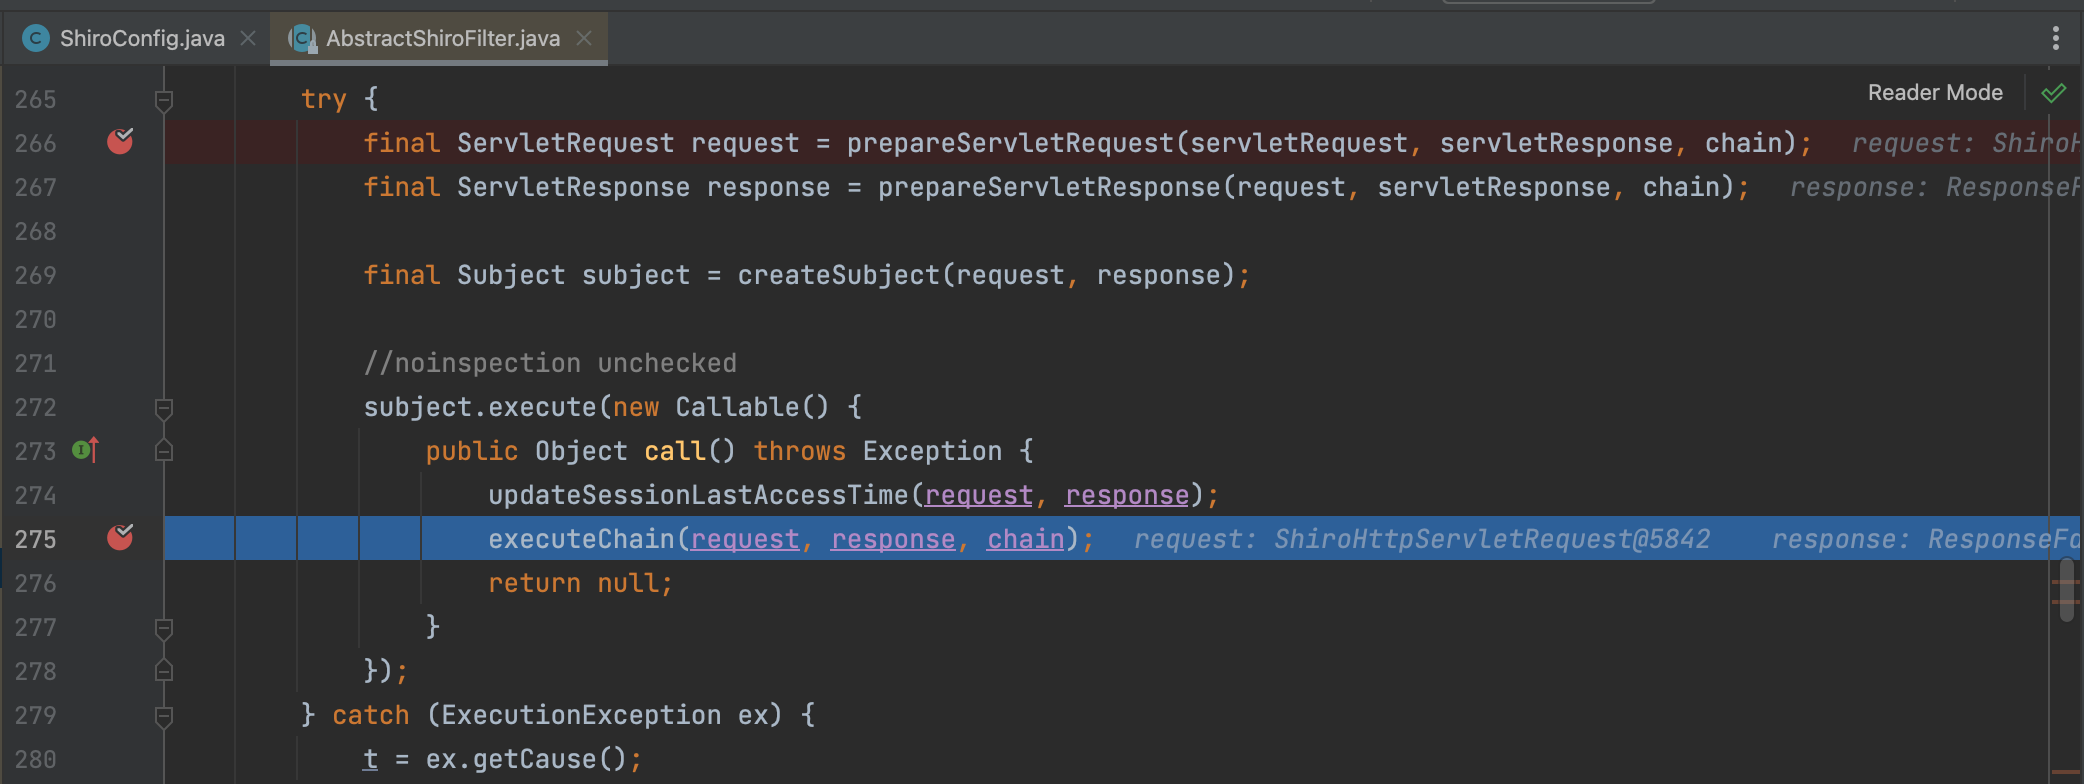 ShiroConfig.java AbstractShiroFilter.java
Reader Mode
265 try {
266 final ServletRequest request = prepareServletRequest(servletRequest, servletResponse, chain); request: ShiroH
267 final ServletResponse response = prepareServletResponse(request, servletResponse, chain); response: ResponseF
268
269 final Subject subject = createSubject(request, response);
270
271 //noinspection unchecked
272 subject.execute(new Callable() {
273 public Object call() throws Exception {
274 updateSessionLastAccessTime(request, response);
275 executeChain(request, response, chain); request: ShiroHttpServletRequest@5842 response: ResponseFa
276 return null;
277 }
278 });
279 } catch (ExecutionException ex) {
280 t = ex.getCause();